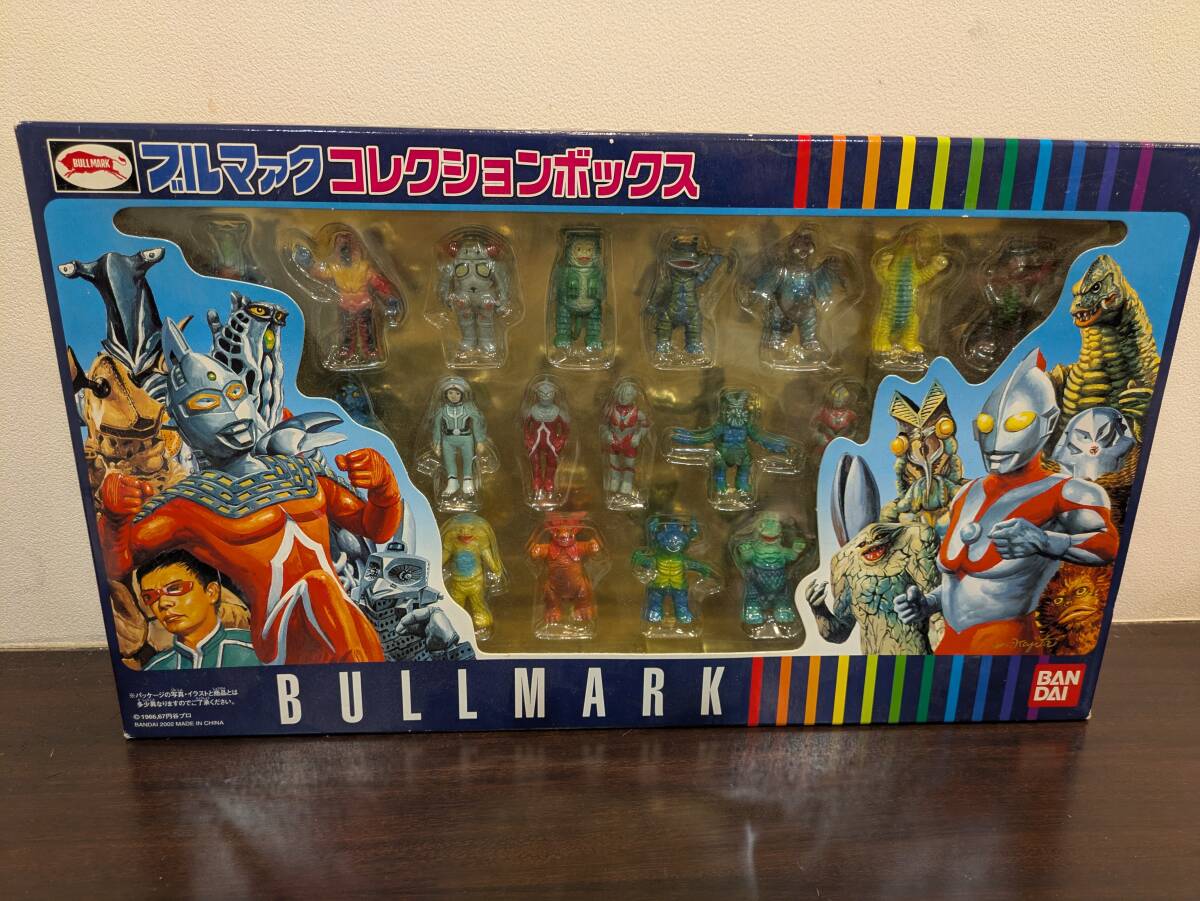 BULLMARK
ブルマァク コレクションボックス
※パッケージの写真・イラストと商品とは
多少異なりますのでご了承ください。
©1966,67円谷プロ
BANDAI 2002 MADE IN CHINA
BULLMARK
BAN
DAI